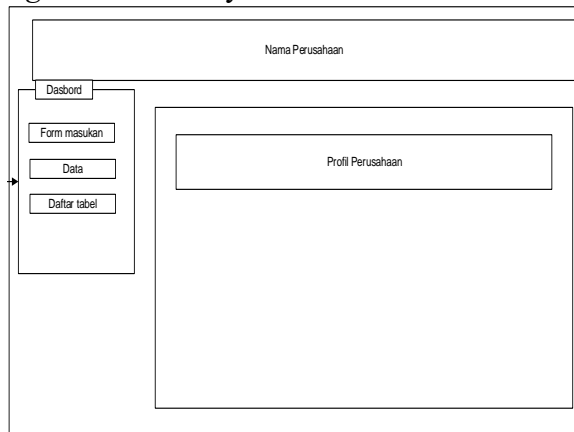 Nama Perusahaan
Dasbord
Form masukan
Data
Daftar tabel
Profil Perusahaan